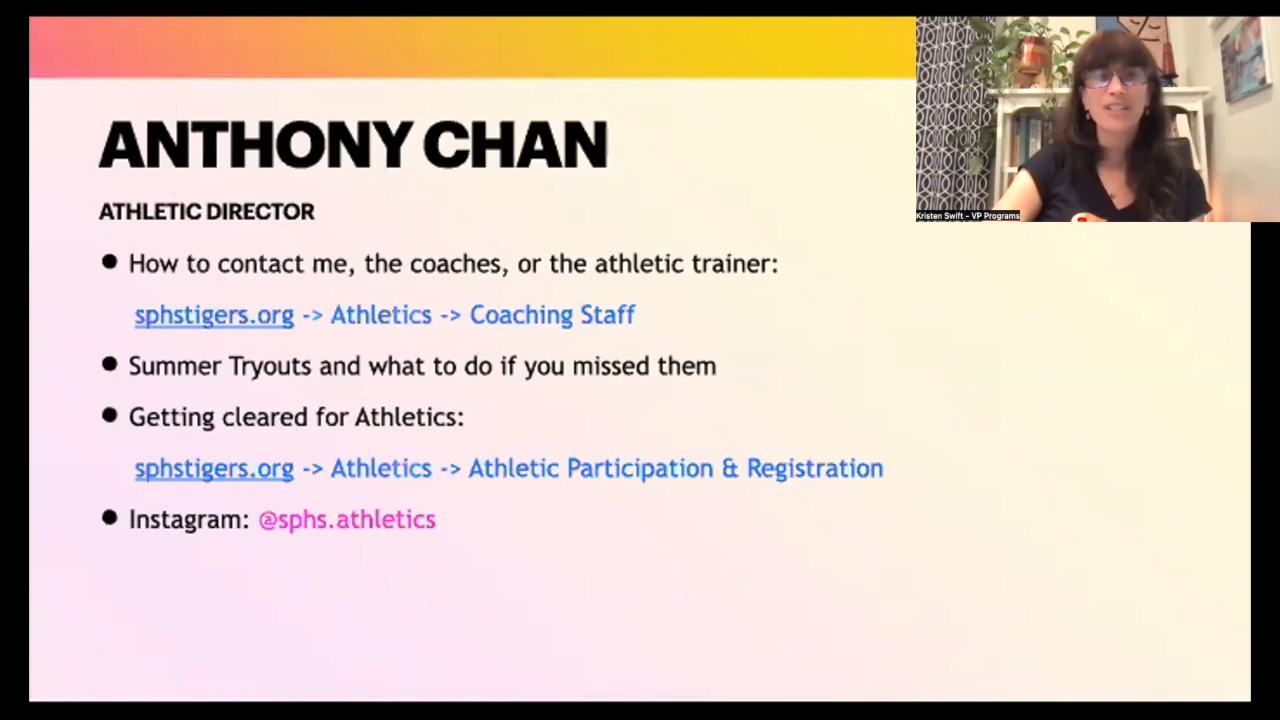 ANTHONY CHAN
ATHLETIC DIRECTOR
● How to contact me, the coaches, or the athletic trainer:
sphstigers.org -> Athletics -> Coaching Staff
● Summer Tryouts and what to do if you missed them
● Getting cleared for Athletics:
sphstigers.org -> Athletics -> Athletic Participation & Registration
● Instagram: @sphs.athletics
Kristen Swift - VP Programs